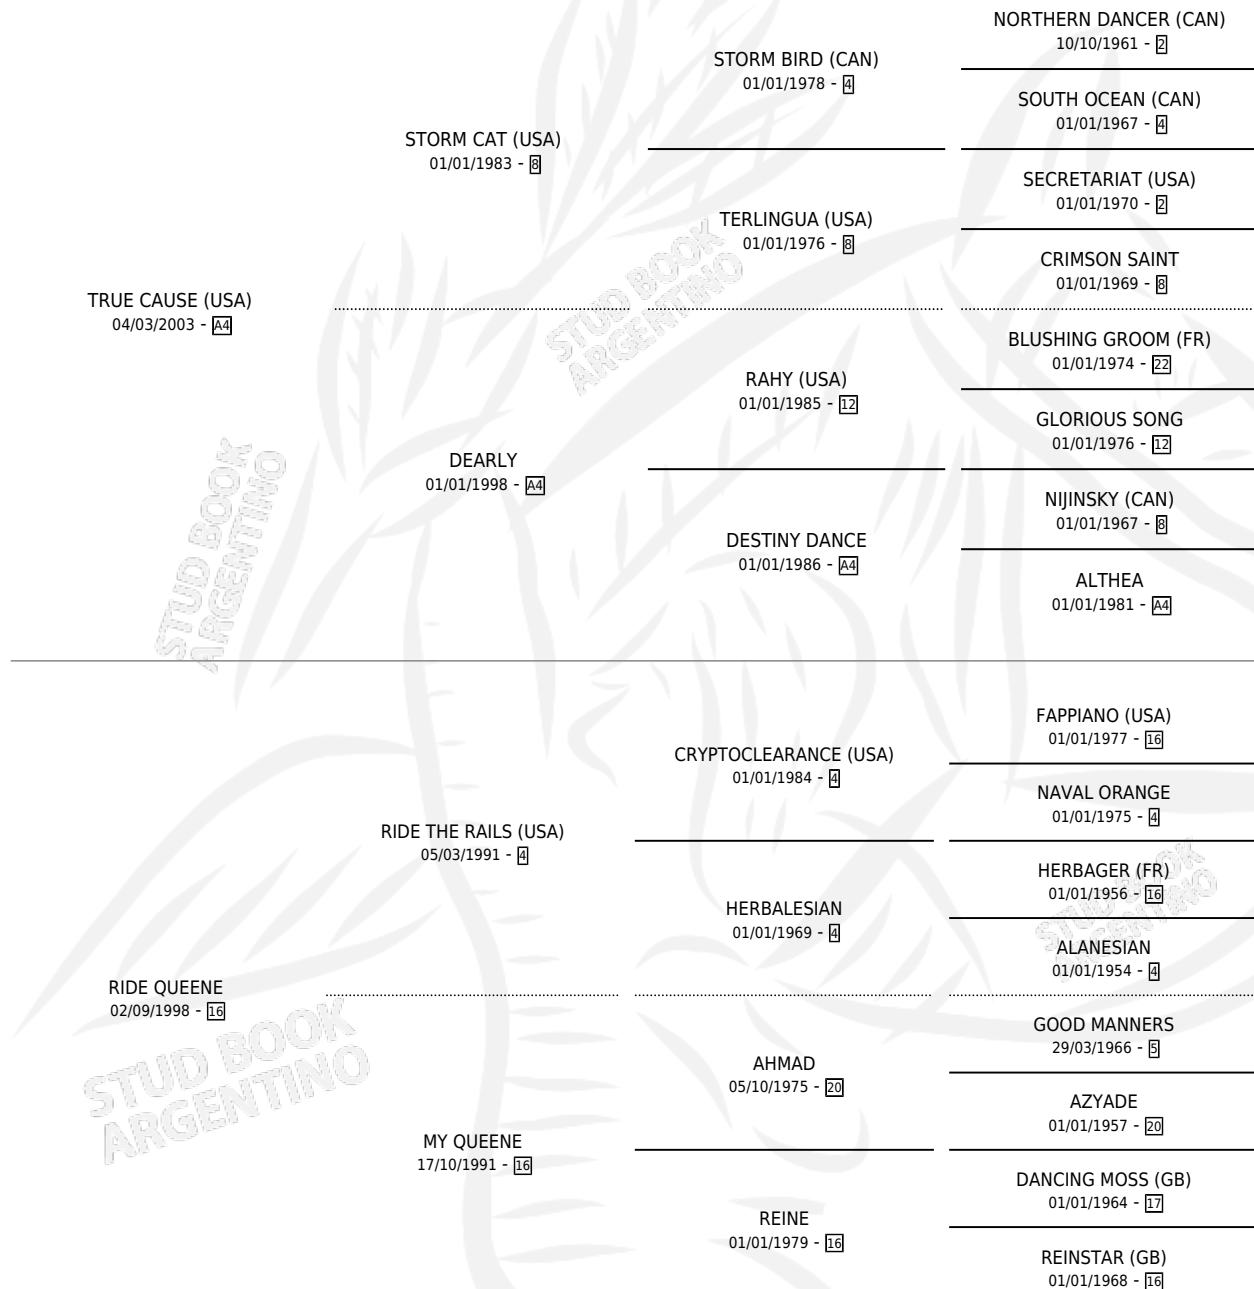 NORTHERN DANCER (CAN)
10/10/1961 - 2
STORM BIRD (CAN)
01/01/1978 - 4
SOUTH OCEAN (CAN)
01/01/1967 - 4
STORM CAT (USA)
01/01/1983 - 8
SECRETARIAT (USA)
01/01/1970 - 2
TERLINGUA (USA)
01/01/1976 - 8
CRIMSON SAINT
01/01/1969 - 8
TRUE CAUSE (USA)
04/03/2003 - A4
BLUSHING GROOM (FR)
01/01/1974 - 22
RAHY (USA)
01/01/1985 - 12
GLORIOUS SONG
01/01/1976 - 12
DEARLY
01/01/1998 - A4
NIJINSKY (CAN)
01/01/1967 - 8
DESTINY DANCE
01/01/1986 - A4
ALTHEA
01/01/1981 - A4
FAPPIANO (USA)
01/01/1977 - 16
CRYPTOCLEARANCE (USA)
01/01/1984 - 4
NAVAL ORANGE
01/01/1975 - 4
RIDE THE RAILS (USA)
05/03/1991 - 4
HERBAGER (FR)
01/01/1956 - 16
HERBALESIAN
01/01/1969 - 4
ALANESIAN
01/01/1954 - 4
RIDE QUEENE
02/09/1998 - 16
GOOD MANNERS
29/03/1966 - 5
AHMAD
05/10/1975 - 20
AZYADE
01/01/1957 - 20
MY QUEENE
17/10/1991 - 16
DANCING MOSS (GB)
01/01/1964 - 17
REINE
01/01/1979 - 16
REINSTAR (GB)
01/01/1968 - 16
STUD BOOK
ARGENTINO
STUD BOOK
ARGENTINO
STUD BOOK
ARGENTINO
STUD BOOK
ARGENTINO